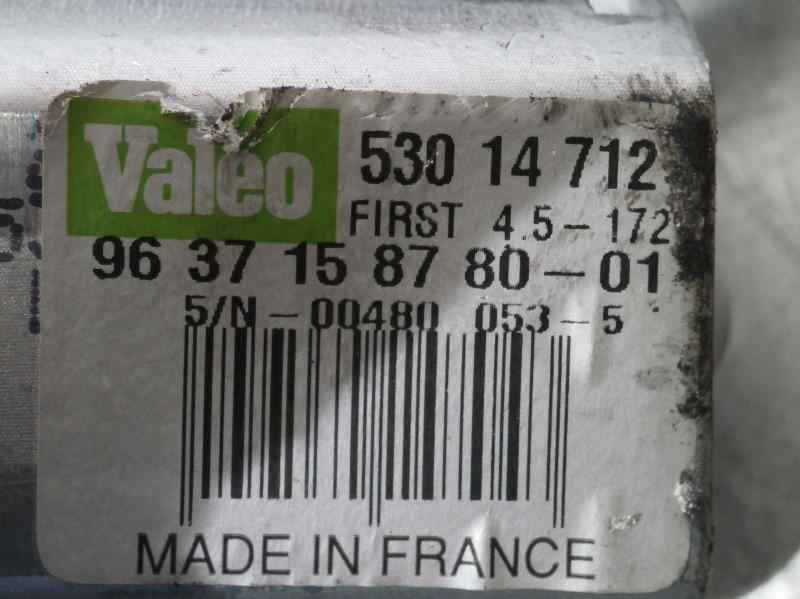 Valeo 530 14 712
FIRST 4.5-172
96 37 15 87 80-01
S/N-00480 053-5
MADE IN FRANCE